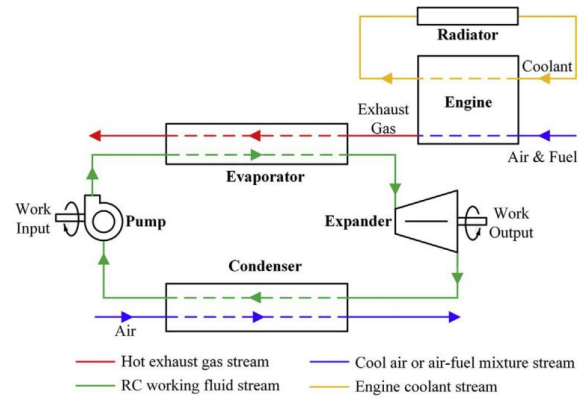 Radiator
Coolant
Engine
Exhaust
Gas
Air & Fuel
Evaporator
Work
Input
Pump
Expander
Work
Output
Condenser
Air
Hot exhaust gas stream
Cool air or air-fuel mixture stream
RC working fluid stream
Engine coolant stream